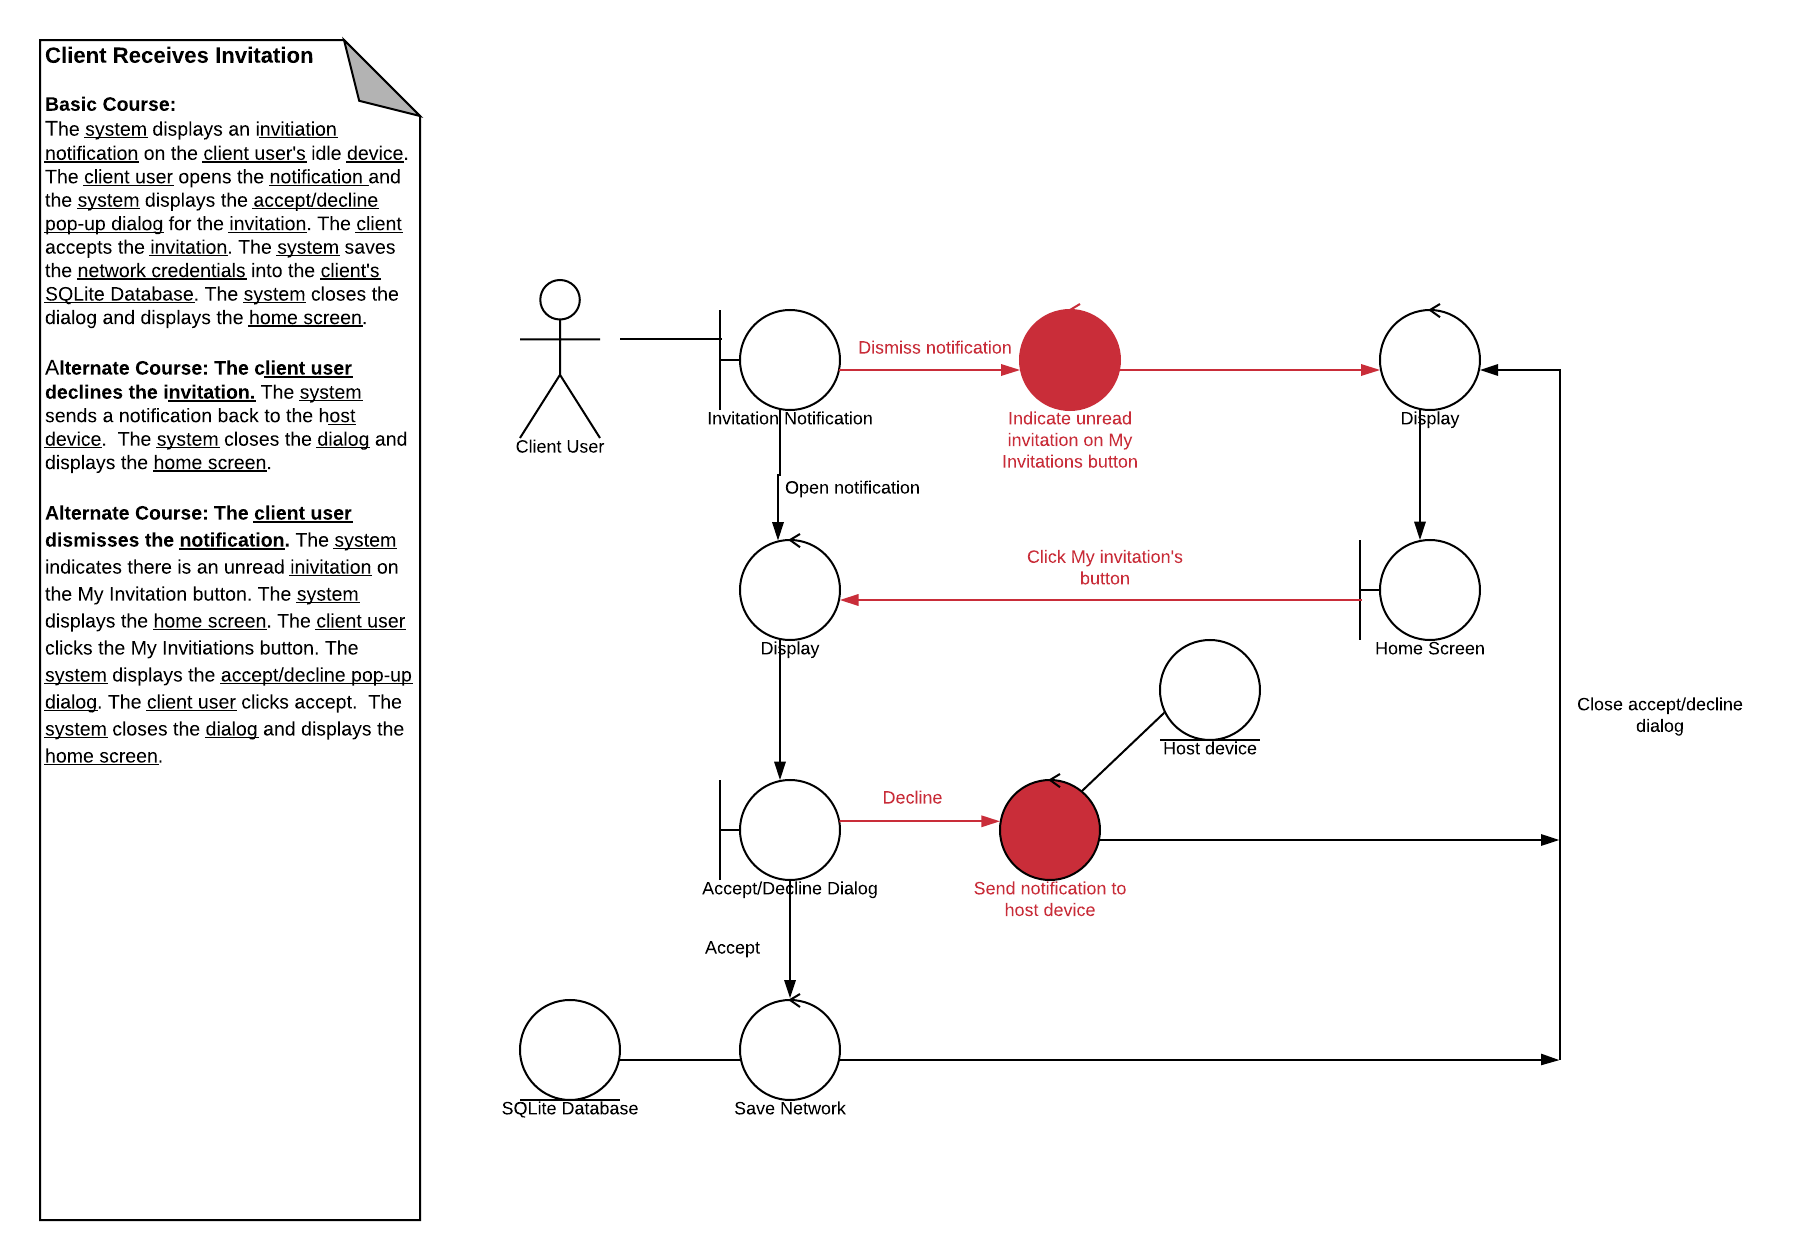 Client Receives Invitation
Basic Course:
The system displays an invitiation
notification on the client user's idle device.
The client user opens the notification and
the system displays the accept/decline
pop-up dialog for the invitation. The client
accepts the invitation. The system saves
the network credentials into the client's
SQLite Database. The system closes the
dialog and displays the home screen.
Alternate Course: The client user
declines the invitation. The system
sends a notification back to the host
device.  The system closes the dialog and
displays the home screen.
Alternate Course: The client user
dismisses the notification. The system
indicates there is an unread inivitation on
the My Invitation button. The system
displays the home screen. The client user
clicks the My Invitiations button. The
system displays the accept/decline pop-up
dialog. The client user clicks accept.  The
system closes the dialog and displays the
home screen.
Client User
Invitation Notification
Dismiss notification
Indicate unread
invitation on My
Invitations button
Display
Open notification
Click My invitation's
button
Display
Home Screen
Host device
Close accept/decline
dialog
Decline
Accept/Decline Dialog
Send notification to
host device
Accept
SQLite Database
Save Network